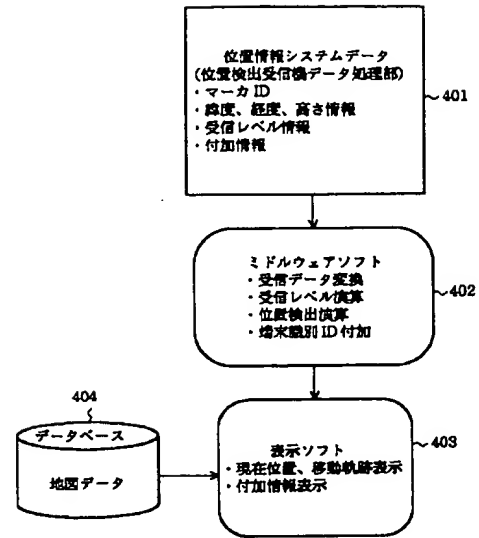 位置情報システムデータ
(位置検出受信機データ処理部)
・マーカ ID
・緯度、経度、高さ情報
・受信レベル情報
・付加情報
401
ミドルウェアソフト
・受信データ変換
・受信レベル演算
・位置検出演算
・端末識別 ID 付加
402
404
データベース
地図データ
表示ソフト
・現在位置、移動軌跡表示
・付加情報表示
403